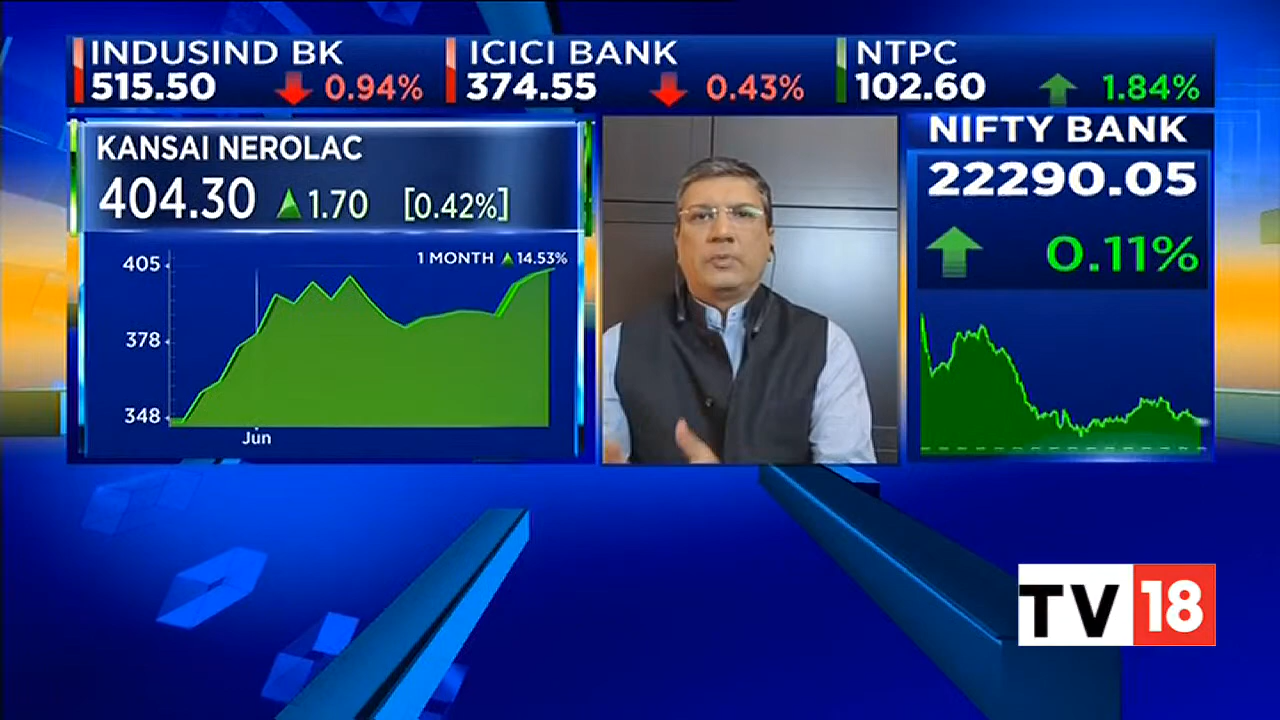 INDUSIND BK
515.50 0.94%
ICICI BANK
374.55 0.43%
NTPC
102.60 1.84%
KANSAI NEROLAC
404.30 1.70 [0.42%]
1 MONTH 14.53%
405
378
348
Jun
NIFTY BANK
22290.05
0.11%
TV 18